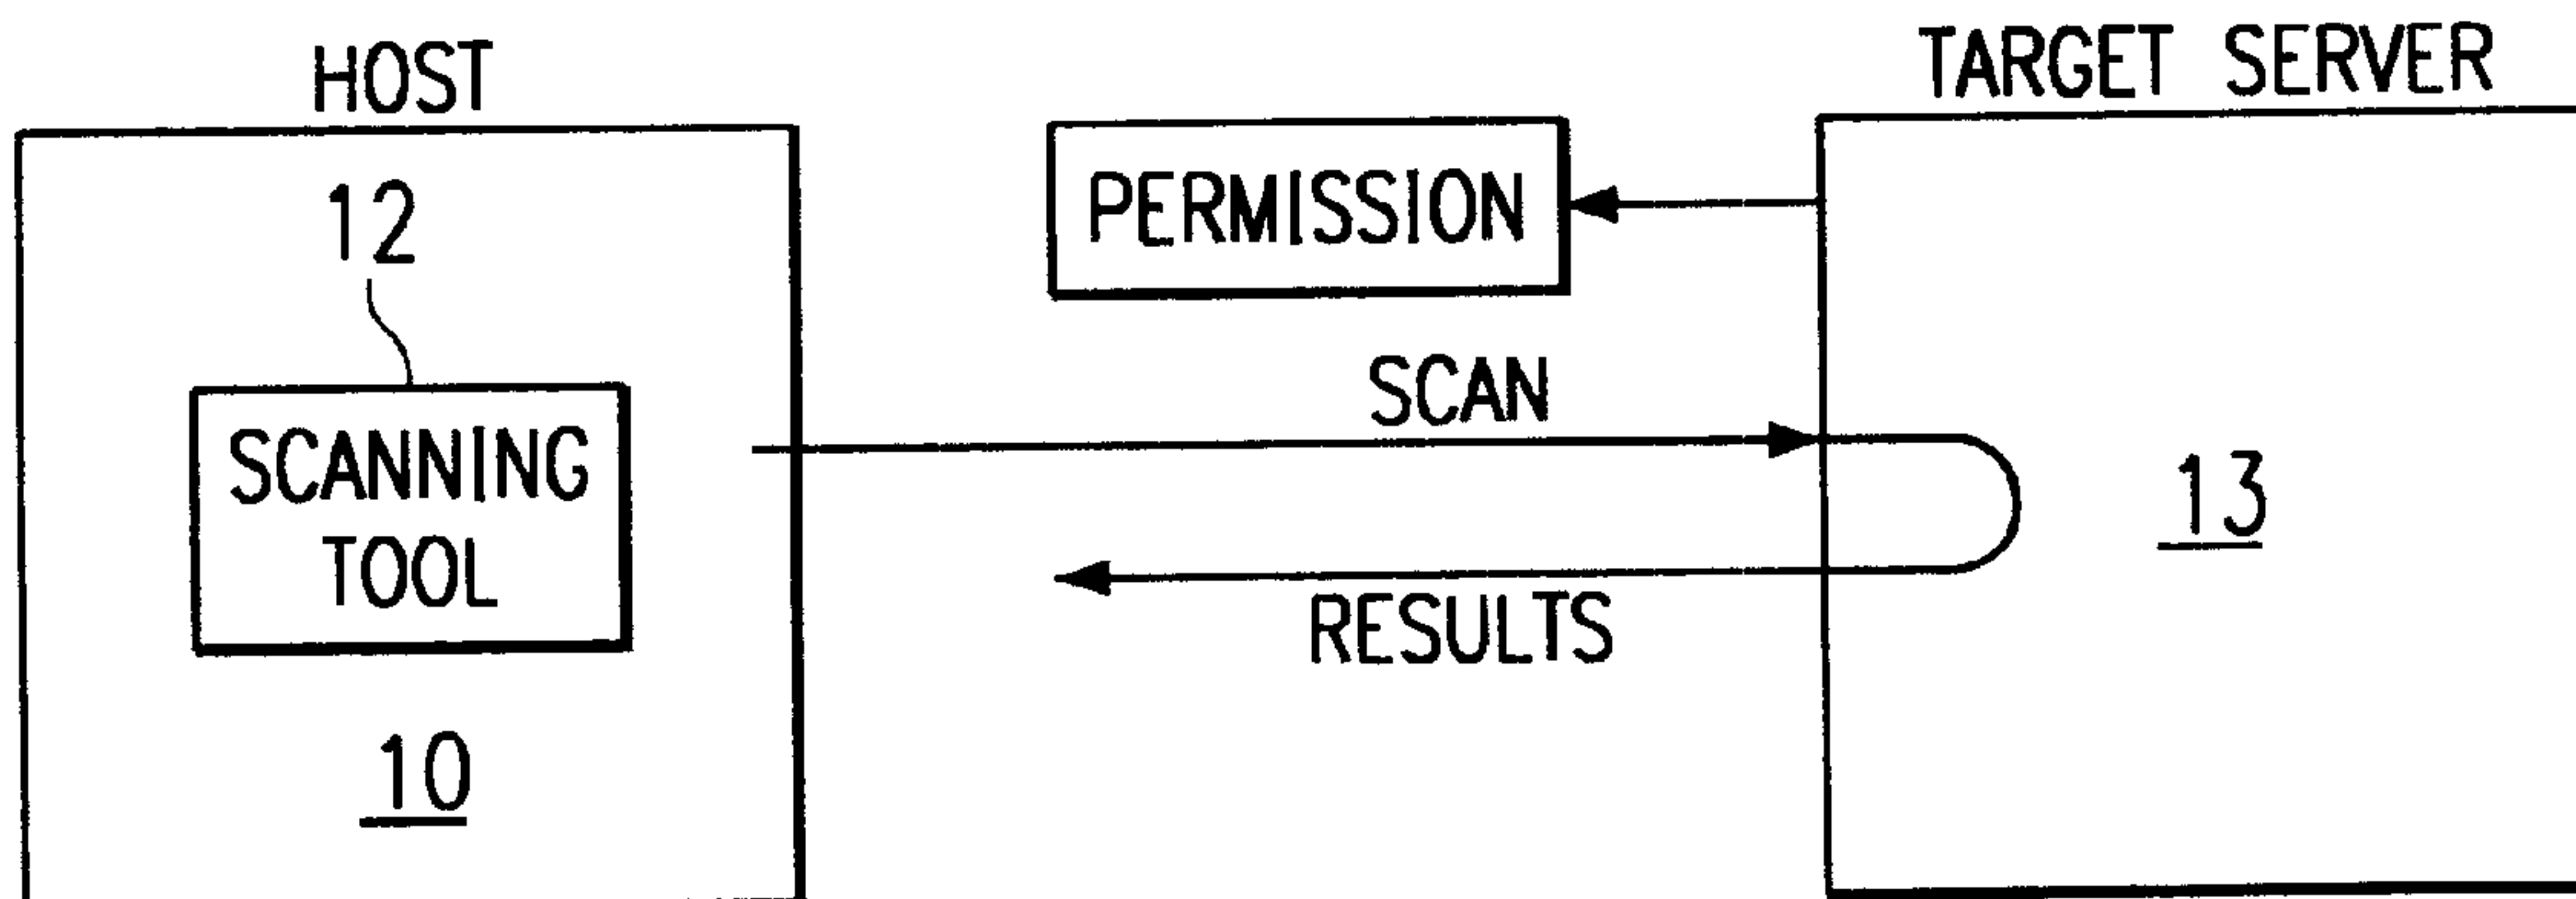 HOST
TARGET SERVER
12
PERMISSION
SCAN
SCANNING
TOOL
13
RESULTS
10